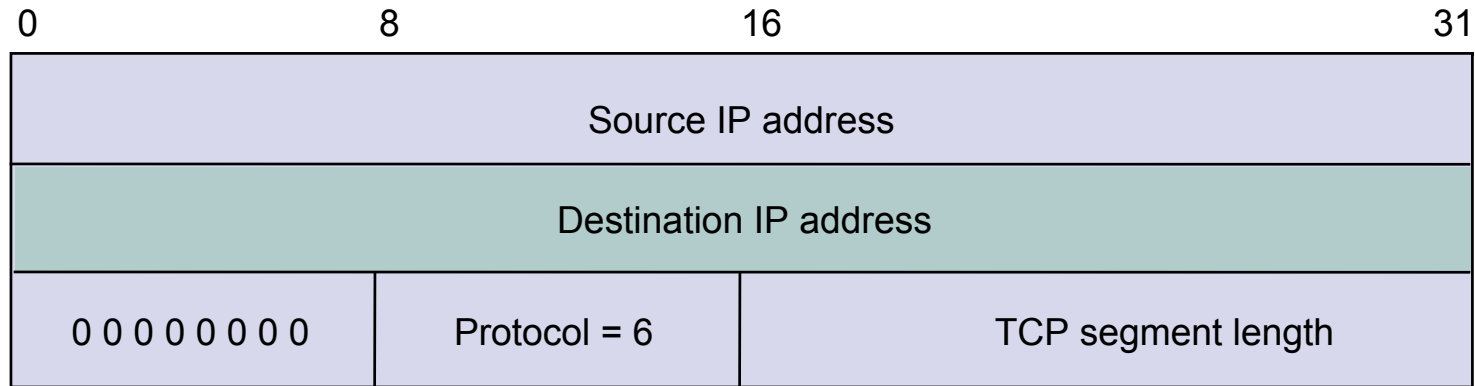 0 8 16 31
Source IP address
Destination IP address
0 0 0 0 0 0 0 0 Protocol = 6 TCP segment length